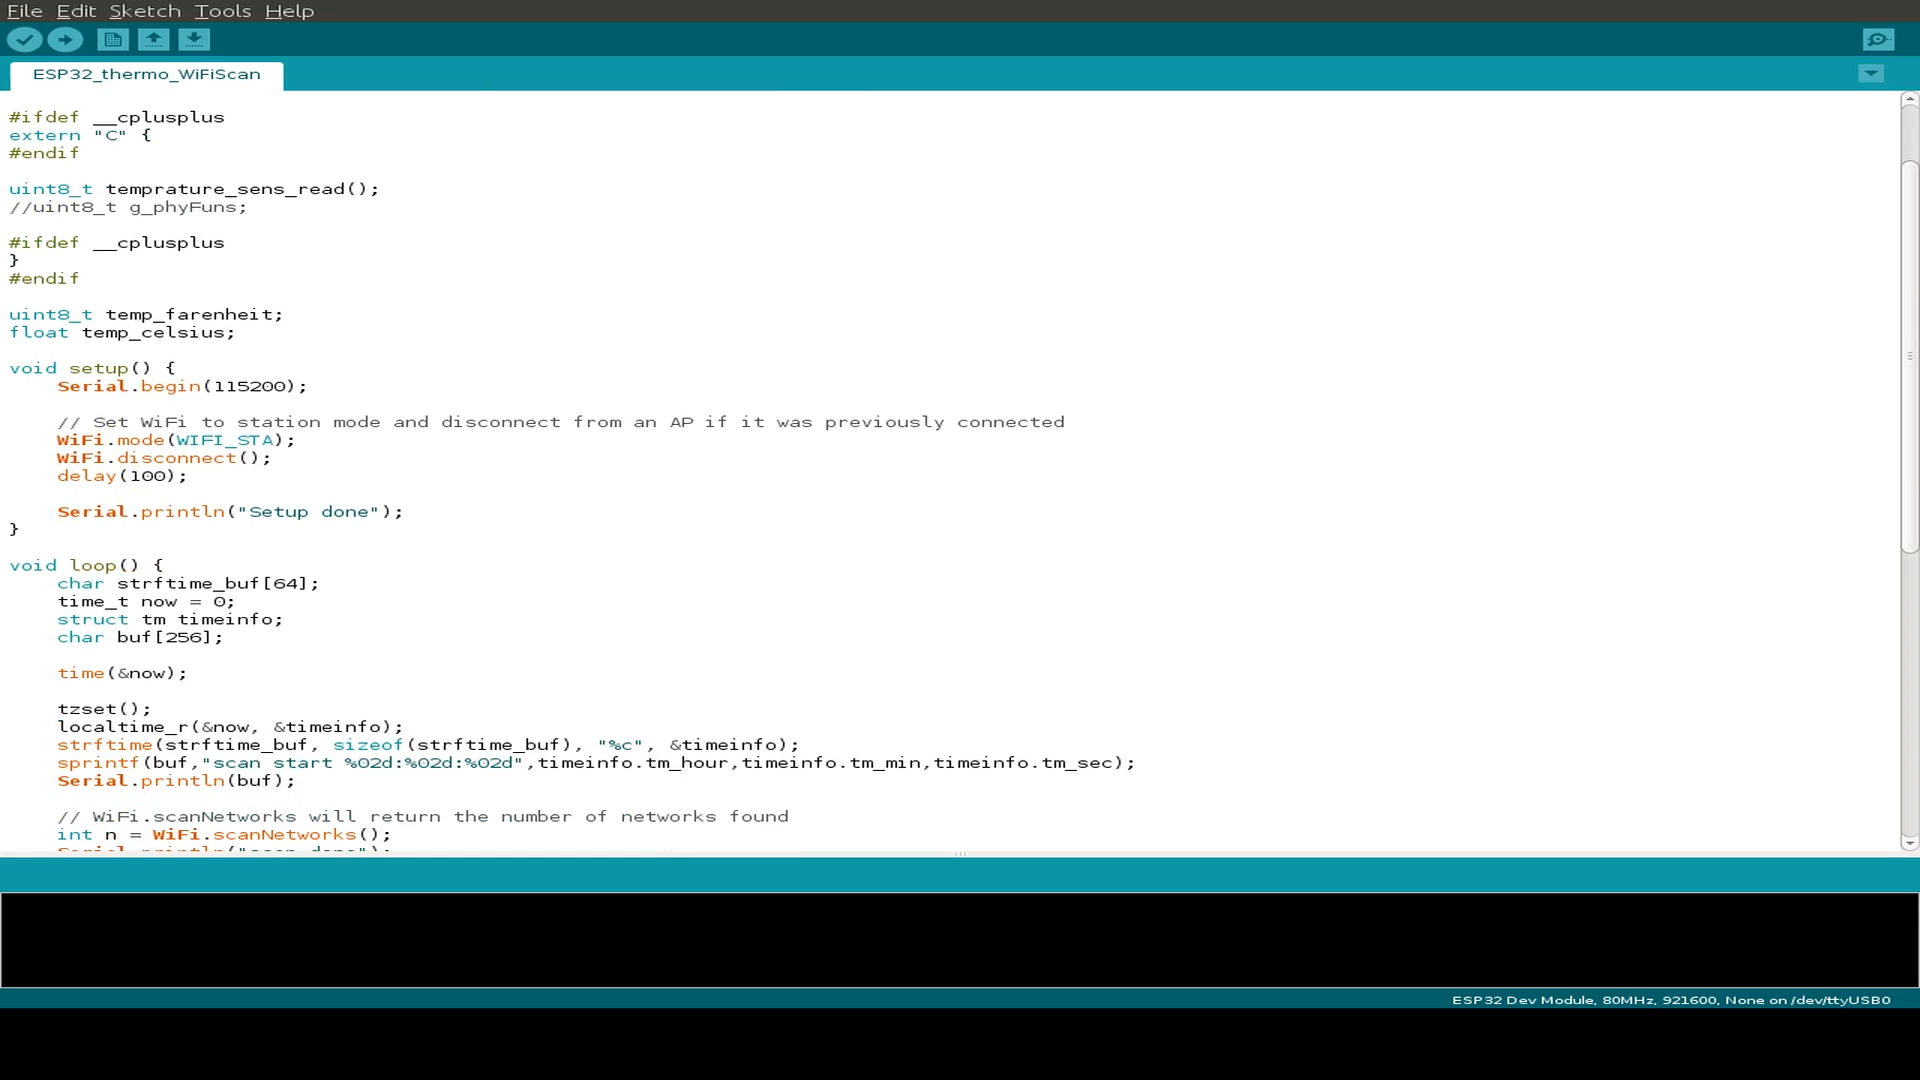 File Edit Sketch Tools Help
ESP32_thermo_WiFiScan
#ifdef __cplusplus
extern "C" {
#endif
uint8_t temprature_sens_read();
//uint8_t g_phyFuns;
#ifdef __cplusplus
}
#endif
uint8_t temp_farenheit;
float temp_celsius;
void setup() {
Serial.begin(115200);
// Set WiFi to station mode and disconnect from an AP if it was previously connected
WiFi.mode(WIFI_STA);
WiFi.disconnect();
delay(100);
Serial.println("Setup done");
}
void loop() {
char strftime_buf[64];
time_t now = 0;
struct tm timeinfo;
char buf[256];
time(&now);
tzset();
localtime_r(&now, &timeinfo);
strftime(strftime_buf, sizeof(strftime_buf), "%c", &timeinfo);
sprintf(buf,"scan start %02d:%02d:%02d",timeinfo.tm_hour,timeinfo.tm_min,timeinfo.tm_sec);
Serial.println(buf);
// WiFi.scanNetworks will return the number of networks found
int n = WiFi.scanNetworks();
Serial.println("scan done");
ESP32 Dev Module, 80MHz, 921600, None on /dev/ttyUSB0